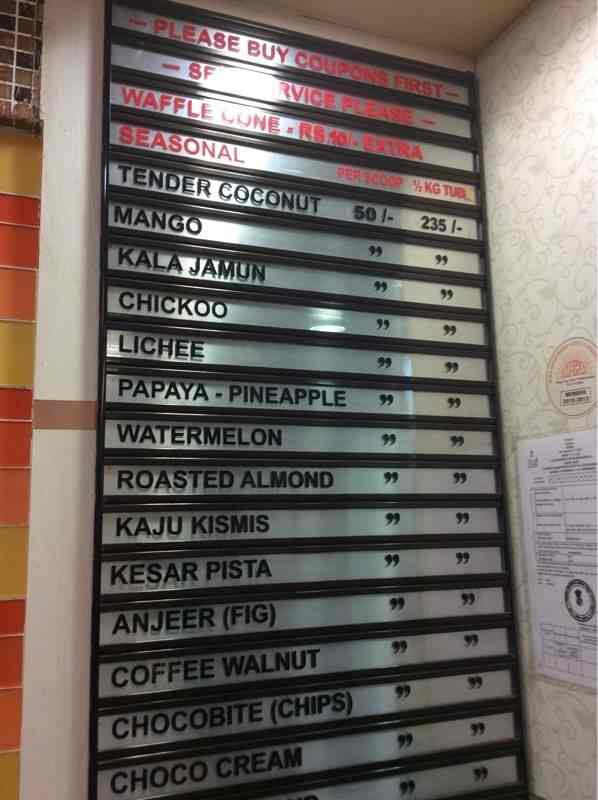 — PLEASE BUY COUPONS FIRST —
— SERVICE PLEASE —
WAFFLE CONE - RS.10/- EXTRA
SEASONAL PER SCOOP ½ KG TUB
TENDER COCONUT 50 /- 235 /-
MANGO " "
KALA JAMUN " "
CHICKOO " "
LICHEE " "
PAPAYA - PINEAPPLE " "
WATERMELON " "
ROASTED ALMOND " "
KAJU KISMIS " "
KESAR PISTA " "
ANJEER (FIG) " "
COFFEE WALNUT " "
CHOCOBITE (CHIPS) " "
CHOCO CREAM " "